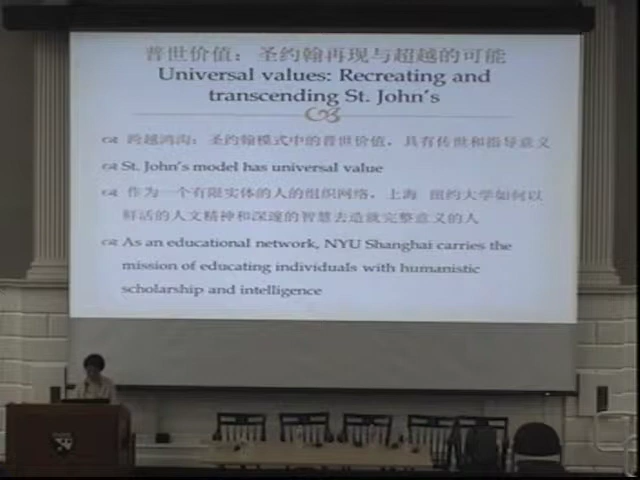 普世价值：圣约翰再现与超越的可能
Universal values: Recreating and
transcending St. John's
跨越鸿沟：圣约翰模式中的普世价值，具有传世和指导意义
St. John's model has universal value
作为一个有限实体的人的组织网络，上海 纽约大学如何以
鲜活的人文精神和深邃的智慧去造就完整意义的人
As an educational network, NYU Shanghai carries the
mission of educating individuals with humanistic
scholarship and intelligence